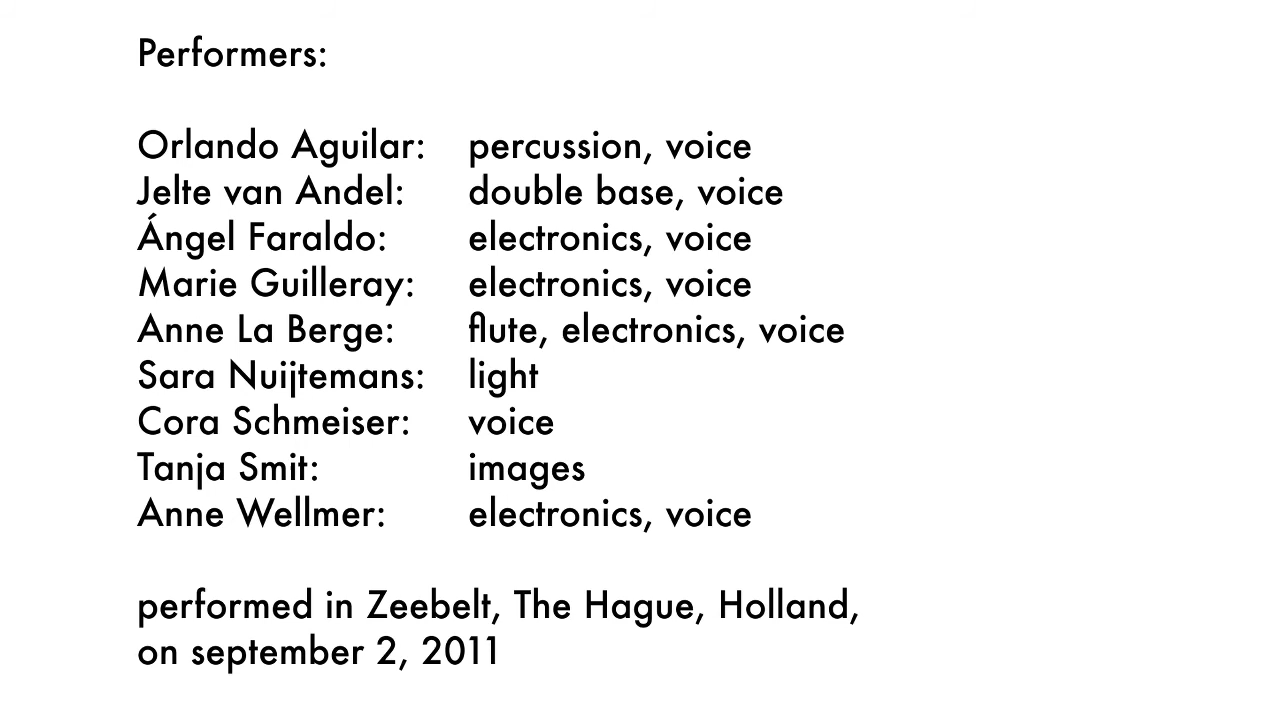 Performers:
Orlando Aguilar: percussion, voice
Jelte van Andel: double base, voice
Ángel Faraldo: electronics, voice
Marie Guilleray: electronics, voice
Anne La Berge: flute, electronics, voice
Sara Nuijtemans: light
Cora Schmeiser: voice
Tanja Smit: images
Anne Wellmer: electronics, voice
performed in Zeebelt, The Hague, Holland,
on september 2, 2011